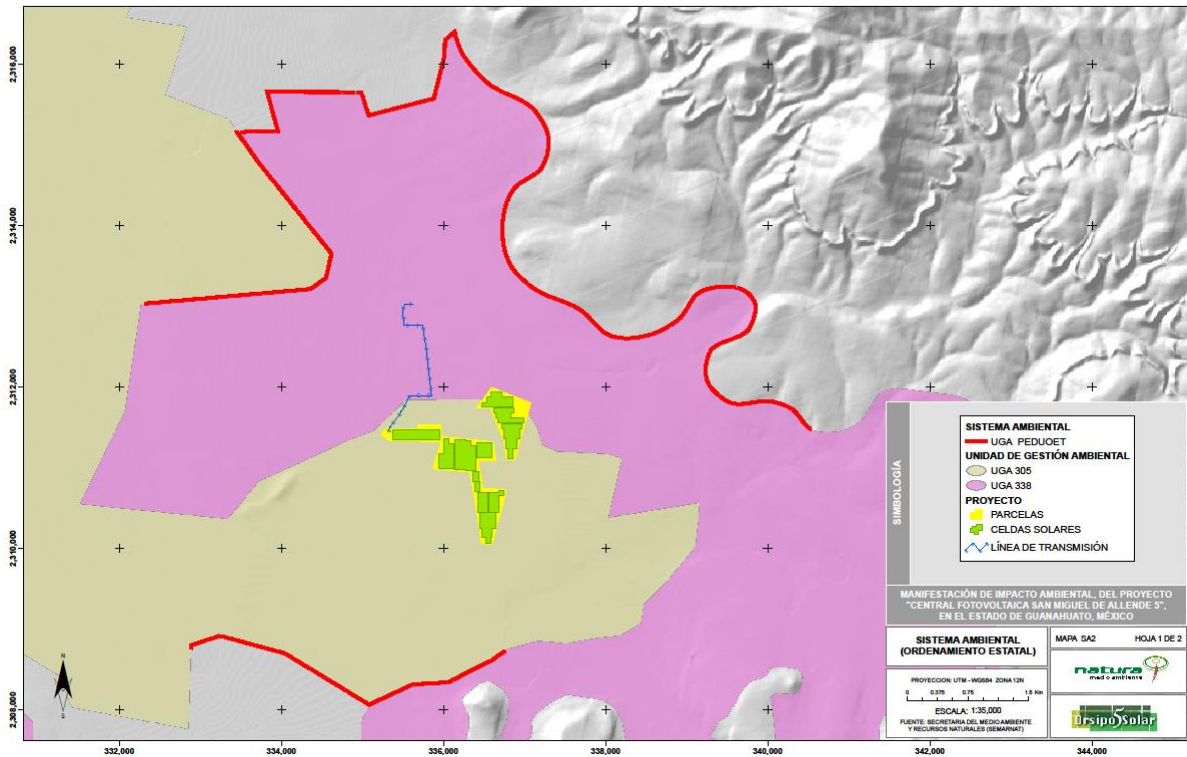 2,316,000
2,314,000
2,312,000
2,310,000
2,308,000
332,000
334,000
336,000
338,000
340,000
342,000
344,000
N
SIMBOLOGÍA
SISTEMA AMBIENTAL
UGA PEDUOET
UNIDAD DE GESTIÓN AMBIENTAL
UGA 305
UGA 338
PROYECTO
PARCELAS
CELDAS SOLARES
LÍNEA DE TRANSMISIÓN
MANIFESTACIÓN DE IMPACTO AMBIENTAL, DEL PROYECTO
"CENTRAL FOTOVOLTAICA SAN MIGUEL DE ALLENDE 5",
EN EL ESTADO DE GUANAHUATO, MÉXICO
SISTEMA AMBIENTAL
(ORDENAMIENTO ESTATAL)
MAPA SA2 HOJA 1 DE 2
PROYECCION: UTM - WGS84 ZONA 12N
0 0.375 0.75 1.5 Km
ESCALA: 1:35,000
FUENTE: SECRETARIA DEL MEDIO AMBIENTE
Y RECURSOS NATURALES (SEMARNAT)
natura
medio ambiente
Ursipo 5 Solar